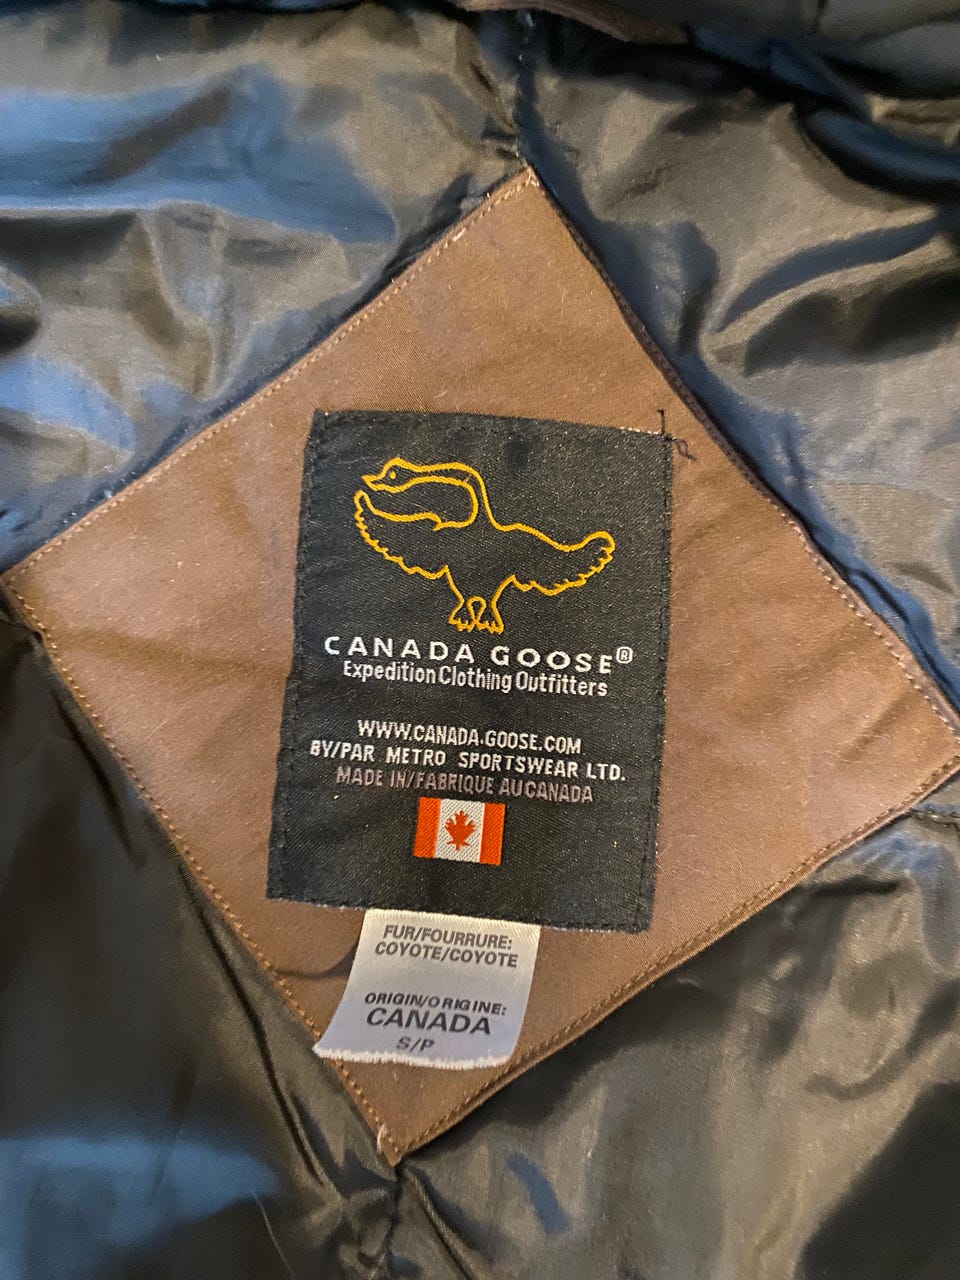 CANADA GOOSE®
Expedition Clothing Outfitters
WWW.CANADA-GOOSE.COM
BY/PAR METRO SPORTSWEAR LTD.
MADE IN/FABRIQUE AU CANADA
FUR/FOURRURE:
COYOTE/COYOTE
ORIGIN/ORIGINE:
CANADA
S/P